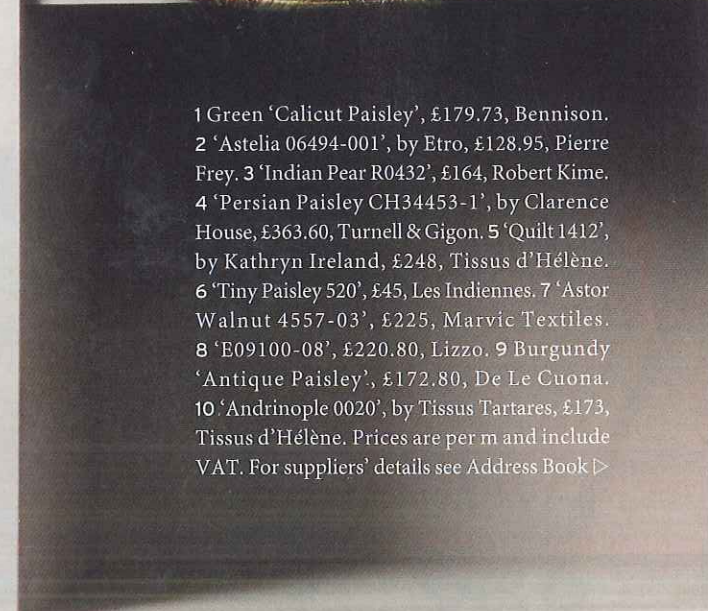 1 Green ‘Calicut Paisley’, £179.73, Bennison.
2 ‘Astelia 06494-001’, by Etro, £128.95, Pierre
Frey. 3 ‘Indian Pear R0432’, £164, Robert Kime.
4 ‘Persian Paisley CH34453-1’, by Clarence
House, £363.60, Turnell & Gigon. 5 ‘Quilt 1412’,
by Kathryn Ireland, £248, Tissus d’Hélène.
6 ‘Tiny Paisley 520’, £45, Les Indiennes. 7 ‘Astor
Walnut 4557-03’, £225, Marvic Textiles.
8 ‘E09100-08’, £220.80, Lizzo. 9 Burgundy
‘Antique Paisley’, £172.80, De Le Cuona.
10 ‘Andrinople 0020’, by Tissus Tartares, £173,
Tissus d’Hélène. Prices are per m and include
VAT. For suppliers’ details see Address Book ▷